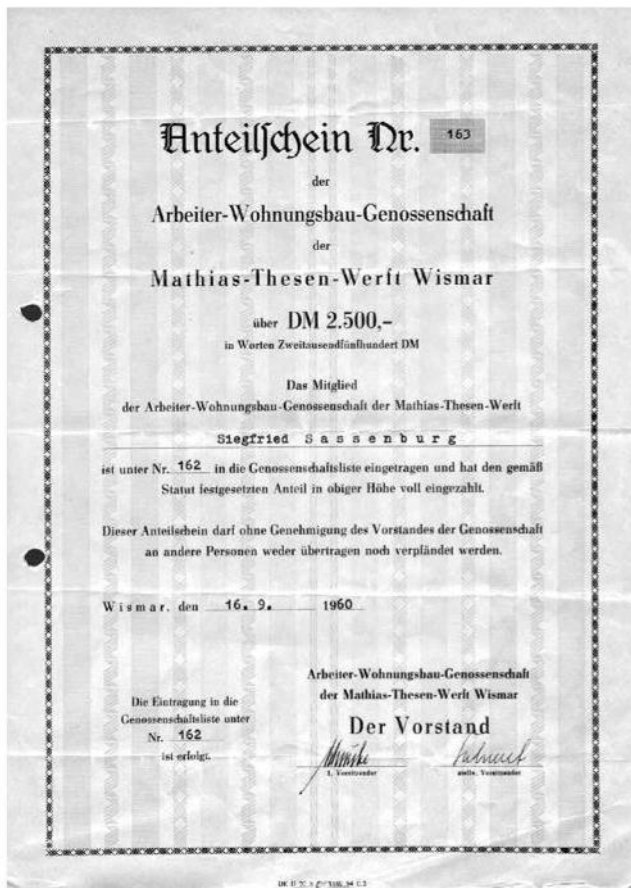 Anteilschein Nr. 163
der
Arbeiter-Wohnungsbau-Genossenschaft
der
Mathias-Thesen-Werft Wismar
über DM 2.500,-
in Worten Zweitausendfünfhundert DM
Das Mitglied
der Arbeiter-Wohnungsbau-Genossenschaft der Mathias-Thesen-Werft
Siegfried Sassenburg
ist unter Nr. 162 in die Genossenschaftsliste eingetragen und hat den gemäß
Statut festgesetzten Anteil in obiger Höhe voll eingezahlt.
Dieser Anteilschein darf ohne Genehmigung des Vorstandes der Genossenschaft
an andere Personen weder übertragen noch verpfändet werden.
Wismar, den 16. 9. 1960
Die Eintragung in die
Genossenschaftsliste unter
Nr. 162
ist erfolgt.
Arbeiter-Wohnungsbau-Genossenschaft
der Mathias-Thesen-Werft Wismar
Der Vorstand
1. Vorsitzender
stellv. Vorsitzender